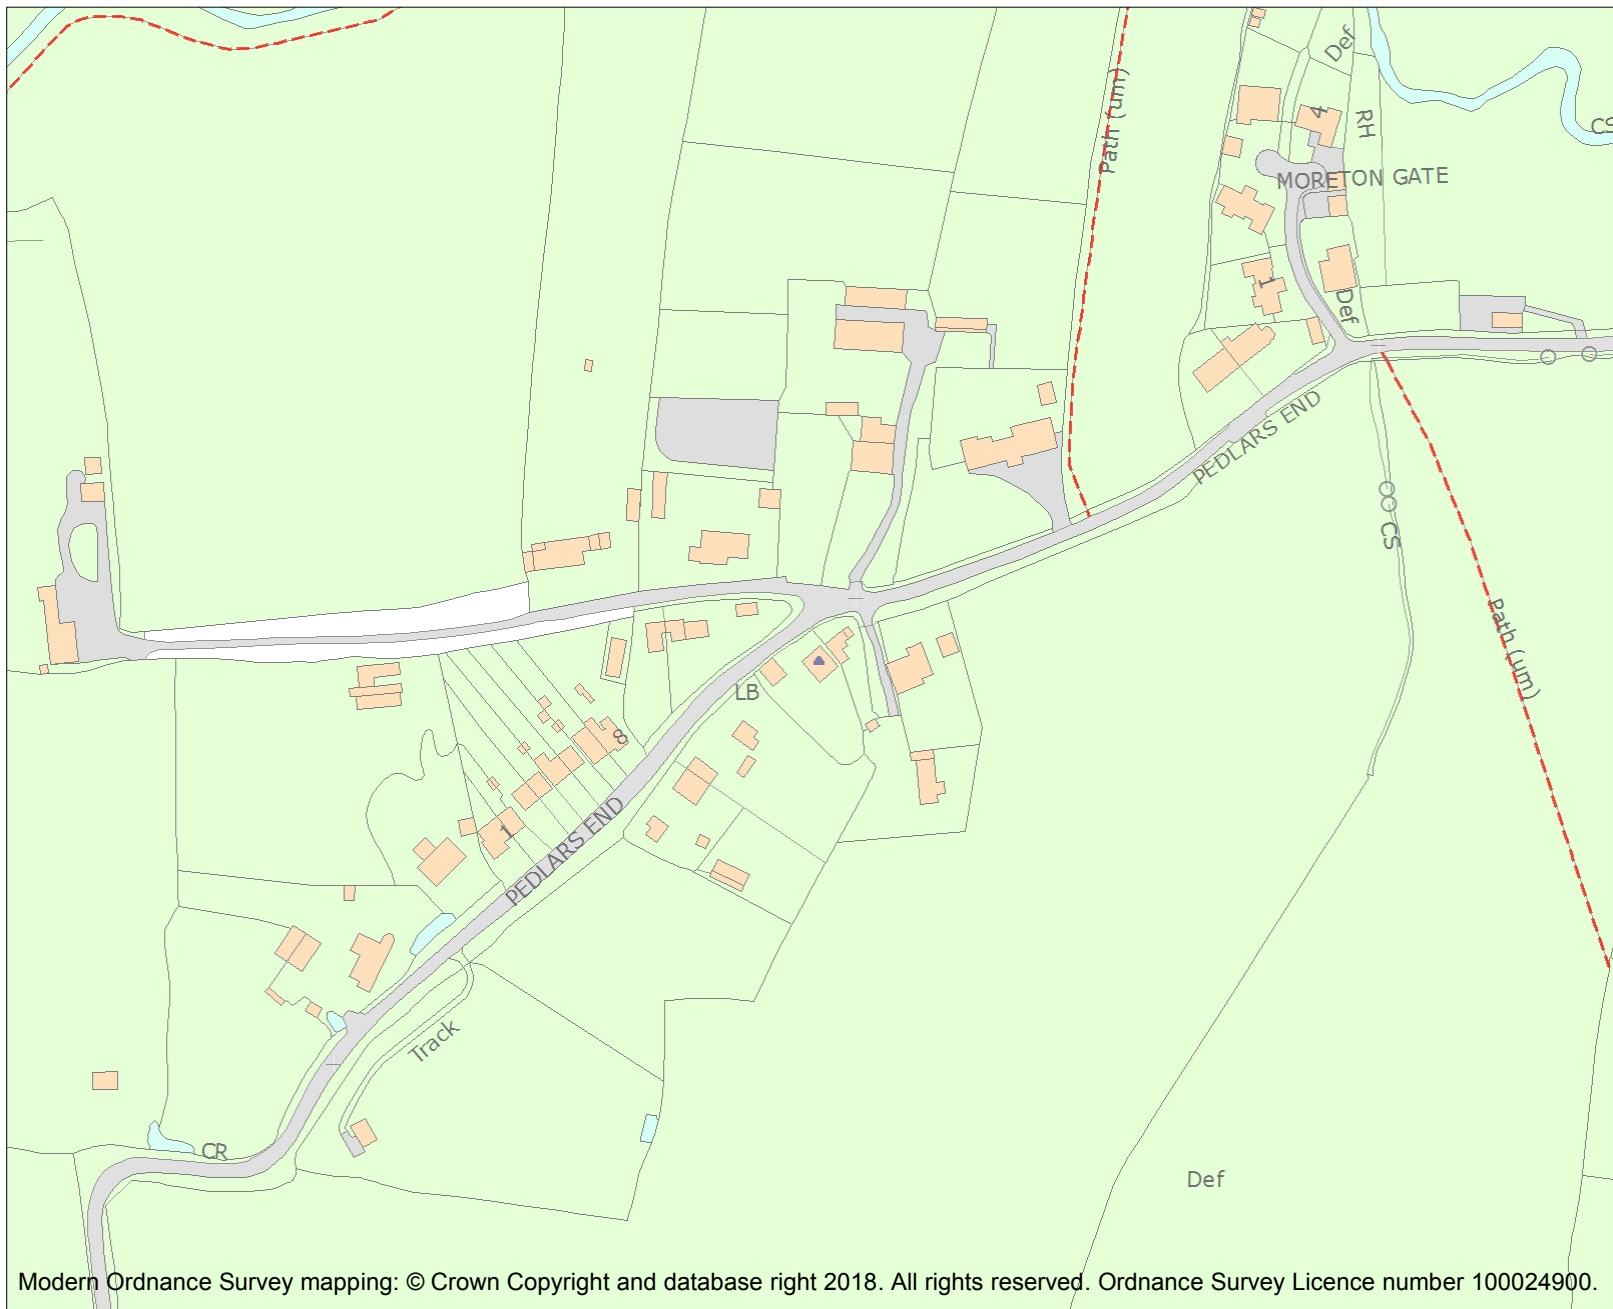 Def
Path (um)
4
RH
CS
MORETON GATE
1
Def
PEDLARS END
CS
Path (um)
LB
8
1
PEDLARS END
Track
CR
Def
Modern Ordnance Survey mapping: © Crown Copyright and database right 2018. All rights reserved. Ordnance Survey Licence number 100024900.